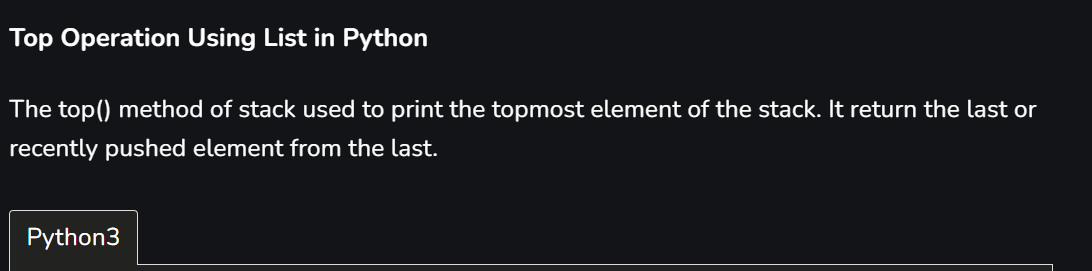 Top Operation Using List in Python
The top() method of stack used to print the topmost element of the stack. It return the last or
recently pushed element from the last.
Python3